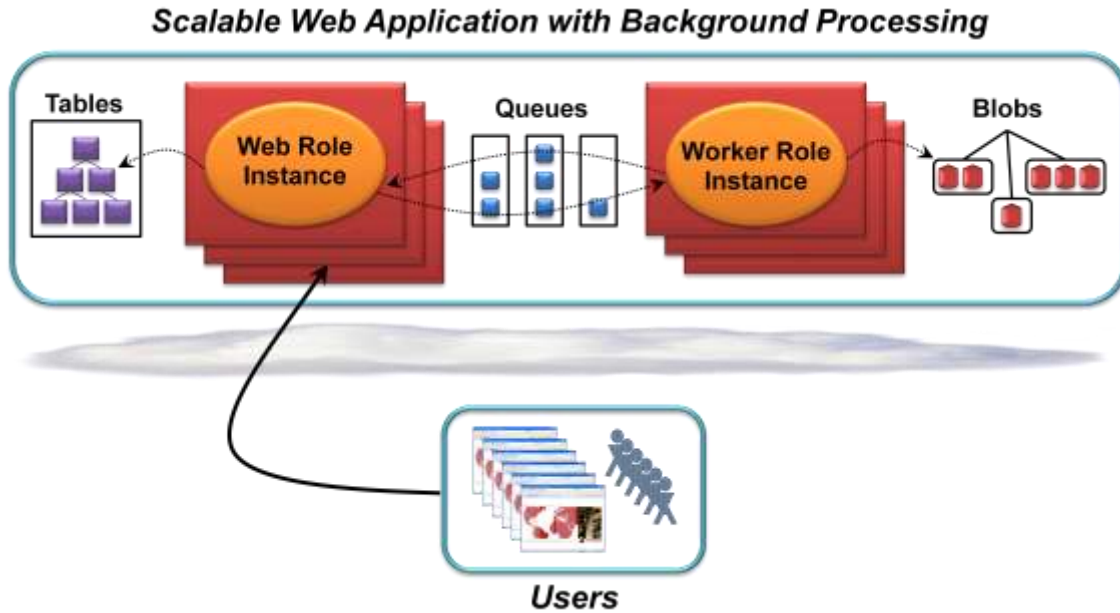 Scalable Web Application with Background Processing
Tables
Web Role
Instance
Queues
Worker Role
Instance
Blobs
Users